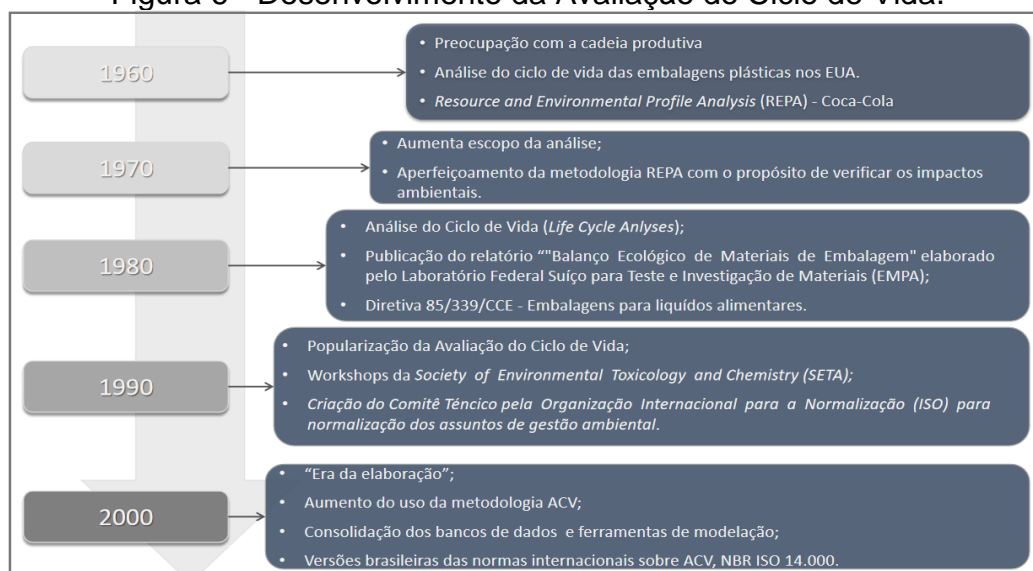 Desenvolvimento da Avaliação do Ciclo de Vida.
1960
• Preocupação com a cadeia produtiva
• Análise do ciclo de vida das embalagens plásticas nos EUA.
• Resource and Environmental Profile Analysis (REPA) - Coca-Cola
1970
• Aumenta escopo da análise;
• Aperfeiçoamento da metodologia REPA com o propósito de verificar os impactos
ambientais.
1980
• Análise do Ciclo de Vida (Life Cycle Anlyses);
• Publicação do relatório “"Balanço Ecológico de Materiais de Embalagem" elaborado
pelo Laboratório Federal Suíço para Teste e Investigação de Materiais (EMPA);
• Diretiva 85/339/CCE - Embalagens para liquídos alimentares.
1990
• Popularização da Avaliação do Ciclo de Vida;
• Workshops da Society of Environmental Toxicology and Chemistry (SETA);
• Criação do Comitê Téncico pela Organização Internacional para a Normalização (ISO) para
normalização dos assuntos de gestão ambiental.
2000
• “Era da elaboração”;
• Aumento do uso da metodologia ACV;
• Consolidação dos bancos de dados e ferramentas de modelação;
• Versões brasileiras das normas internacionais sobre ACV, NBR ISO 14.000.